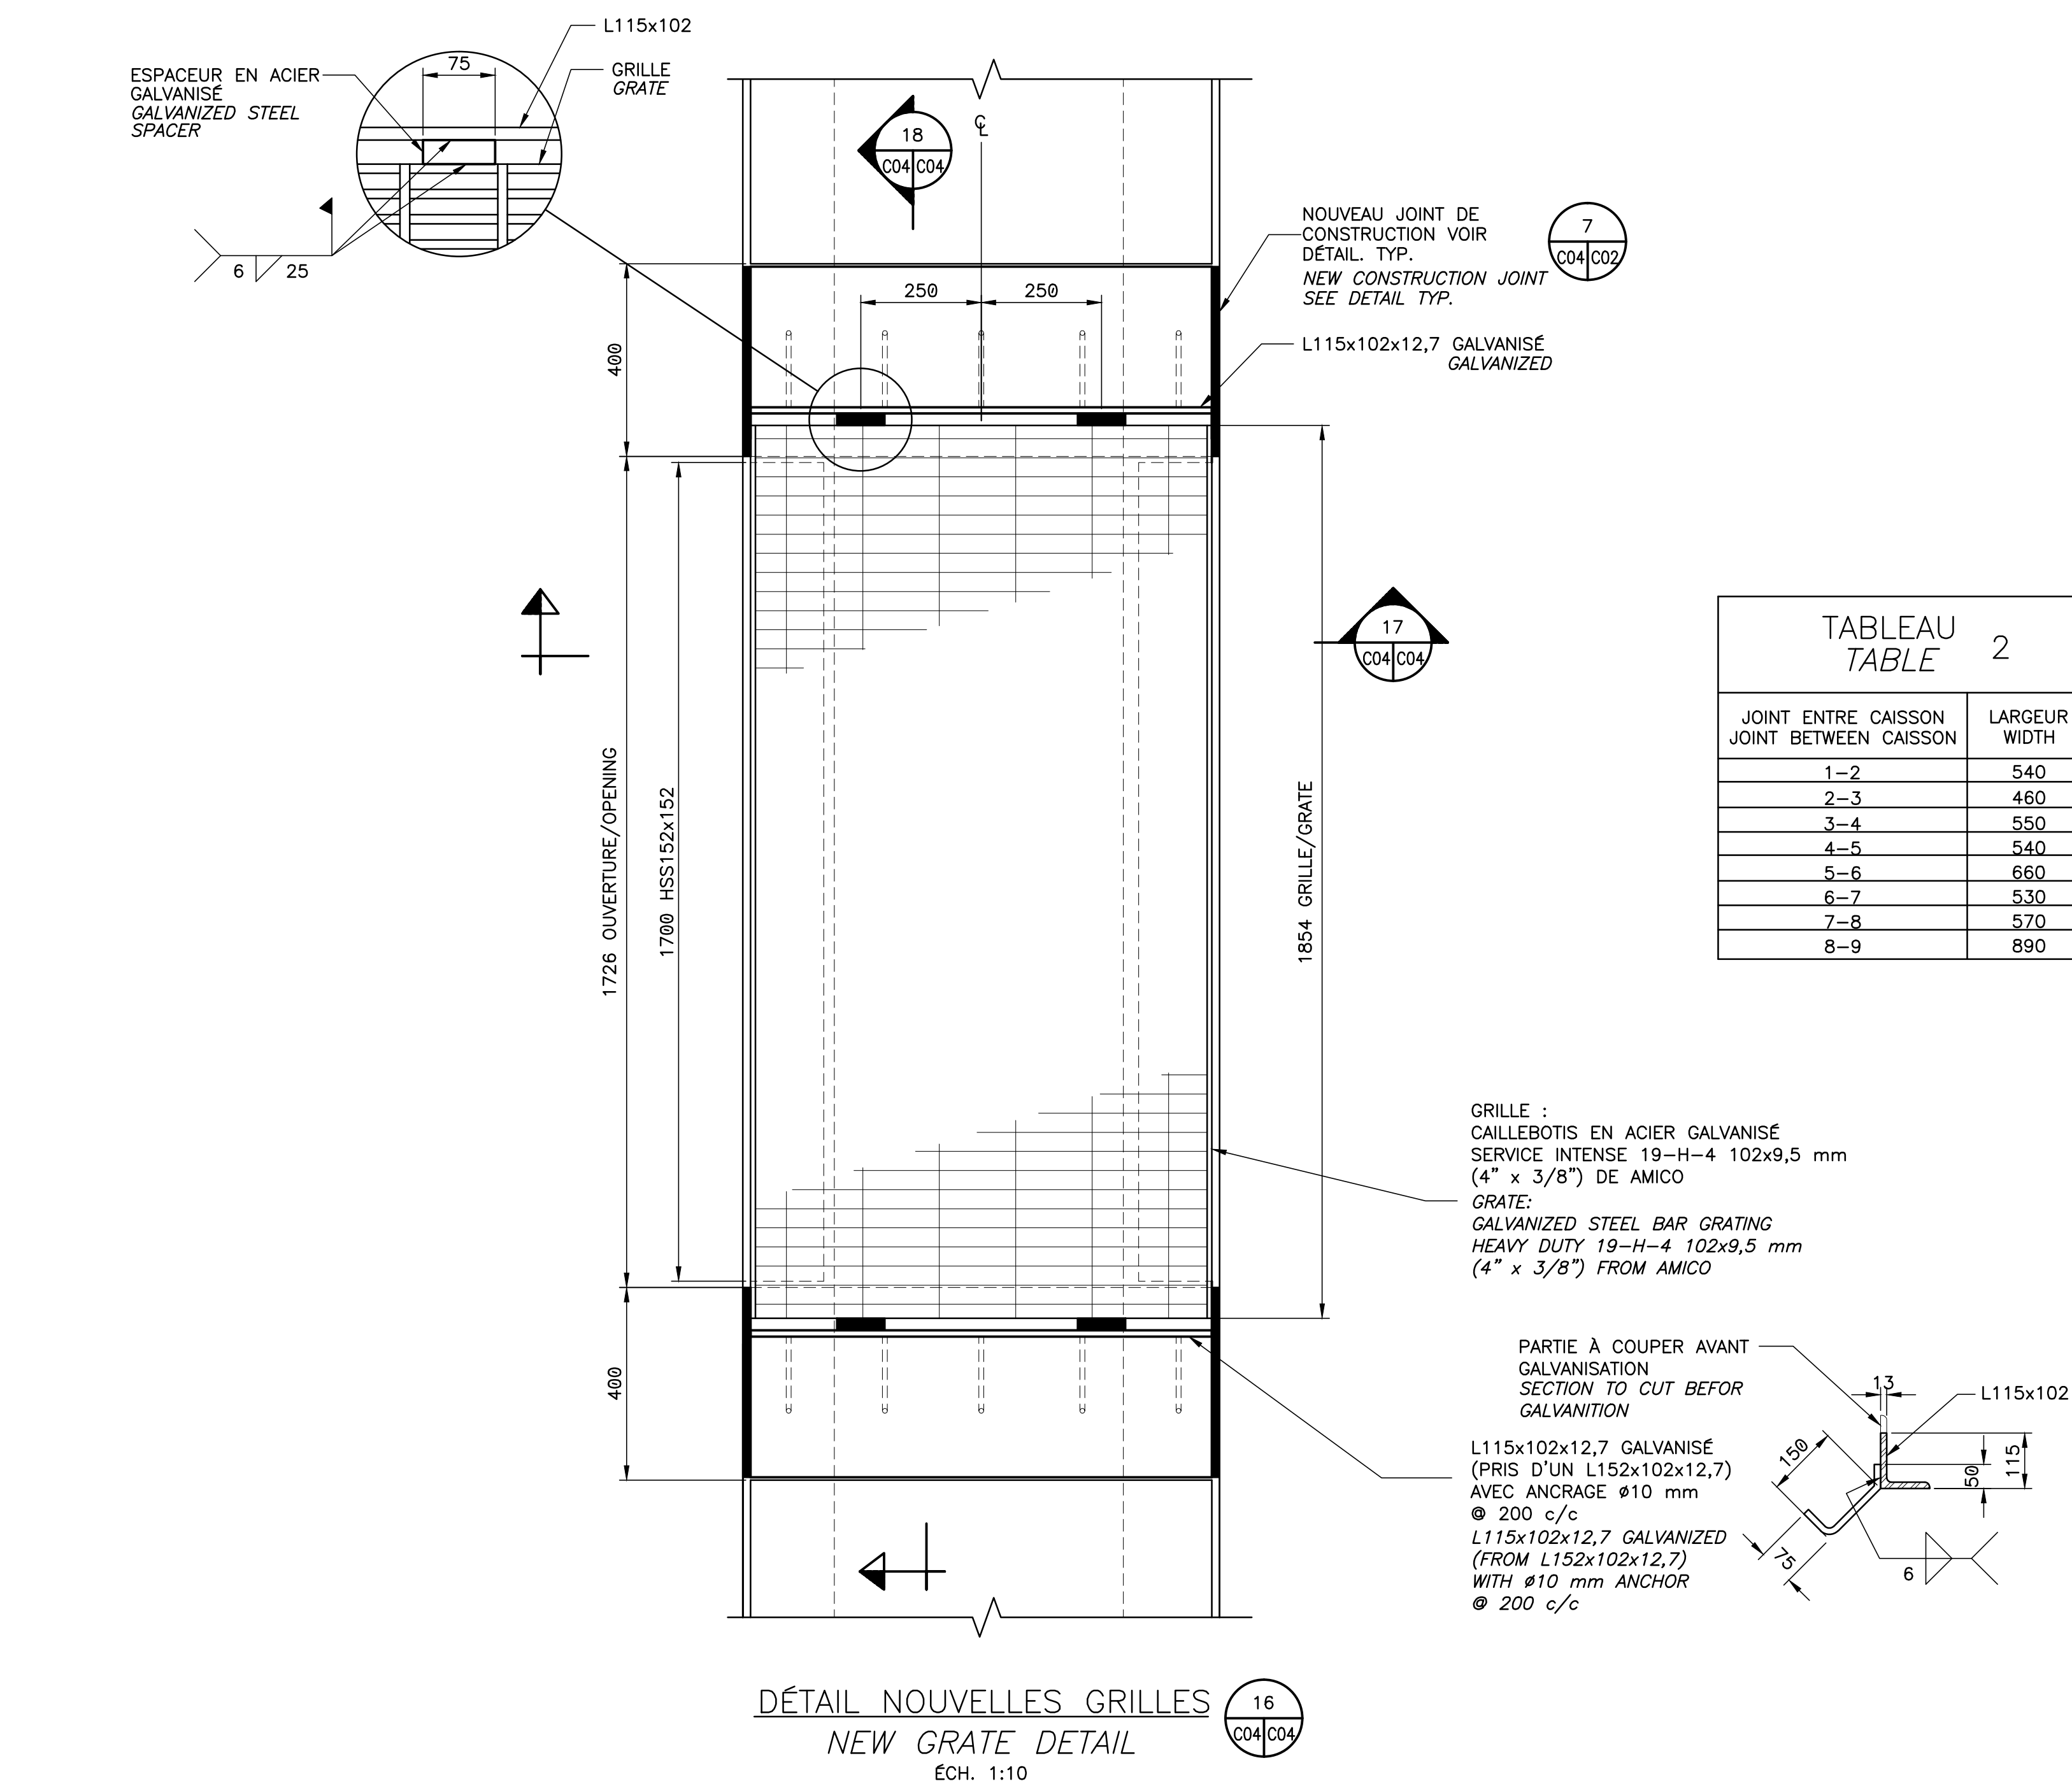 L115x102
75
ESPACEUR EN ACIER
GALVANISÉ
GALVANIZED STEEL
SPACER
GRILLE
GRATE
6
25
18
C04 C04
℄
NOUVEAU JOINT DE
CONSTRUCTION VOIR
DÉTAIL. TYP.
NEW CONSTRUCTION JOINT
SEE DETAIL TYP.
7
C04 C02
250
250
400
L115x102x12,7 GALVANISÉ
GALVANIZED
17
C04 C04
1726 OUVERTURE/OPENING
1700 HSS152x152
1854 GRILLE/GRATE
TABLEAU
TABLE
2
JOINT ENTRE CAISSON
JOINT BETWEEN CAISSON
LARGEUR
WIDTH
1-2 540
2-3 460
3-4 550
4-5 540
5-6 660
6-7 530
7-8 570
8-9 890
GRILLE :
CAILLEBOTIS EN ACIER GALVANISÉ
SERVICE INTENSE 19-H-4 102x9,5 mm
(4" x 3/8") DE AMICO
GRATE:
GALVANIZED STEEL BAR GRATING
HEAVY DUTY 19-H-4 102x9,5 mm
(4" x 3/8") FROM AMICO
400
PARTIE À COUPER AVANT
GALVANISATION
SECTION TO CUT BEFOR
GALVANITION
L115x102x12,7 GALVANISÉ
(PRIS D'UN L152x102x12,7)
AVEC ANCRAGE ø10 mm
@ 200 c/c
L115x102x12,7 GALVANIZED
(FROM L152x102x12,7)
WITH ø10 mm ANCHOR
@ 200 c/c
13
L115x102
150
50
115
75
6
DÉTAIL NOUVELLES GRILLES
NEW GRATE DETAIL
ÉCH. 1:10
16
C04 C04